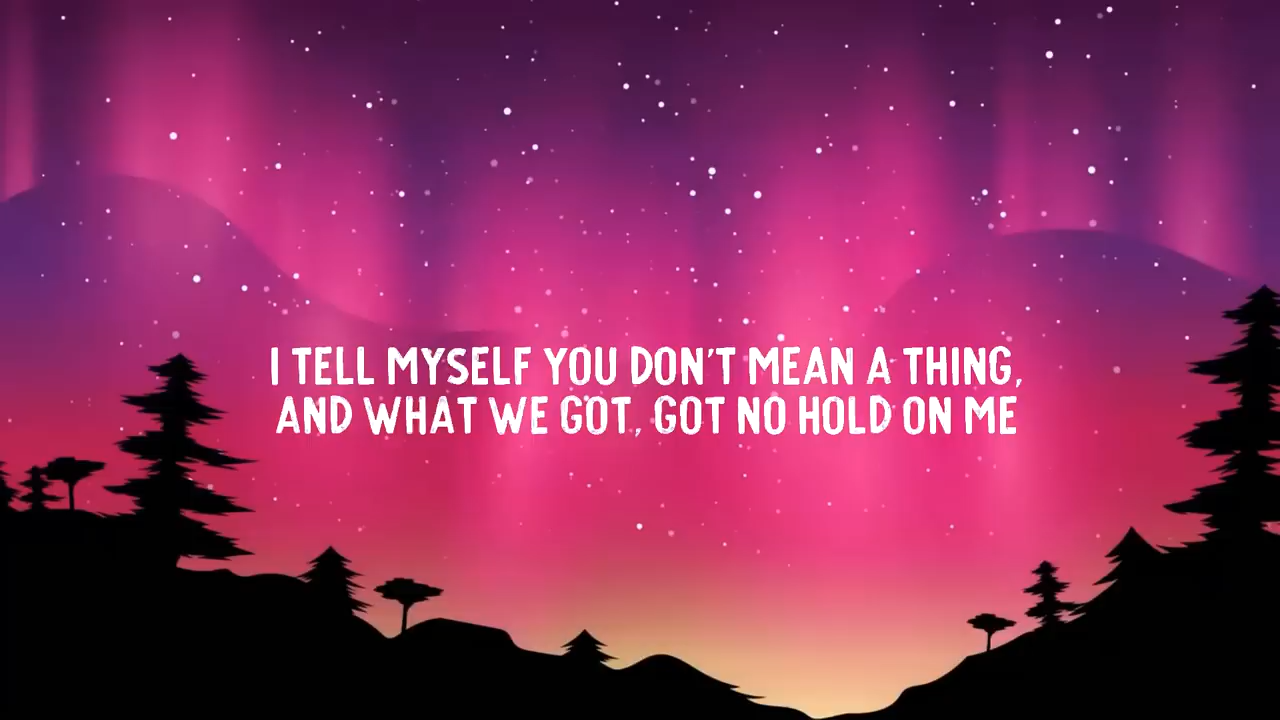 I TELL MYSELF YOU DON'T MEAN A THING,
AND WHAT WE GOT, GOT NO HOLD ON ME